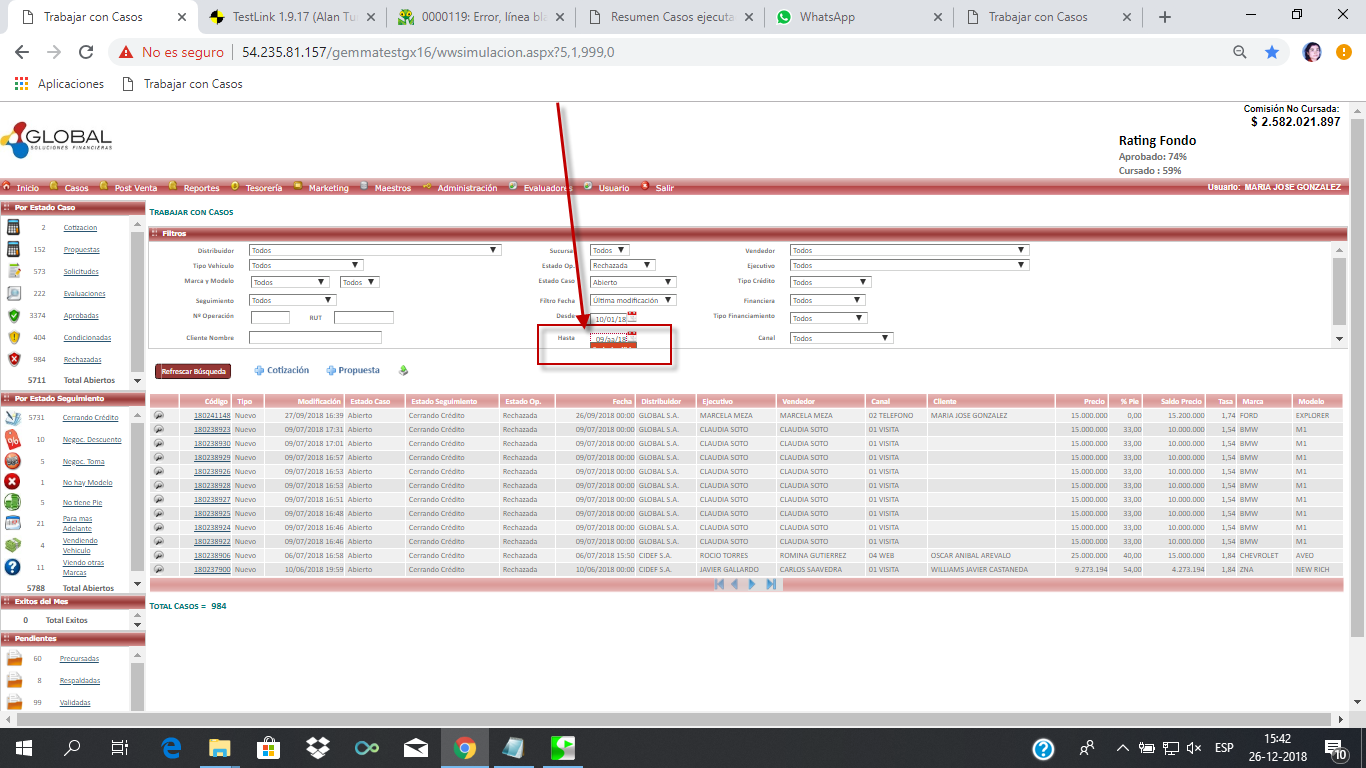 Trabajar con Casos
TestLink 1.9.17 (Alan Tu
0000119: Error, línea bla
Resumen Casos ejecuta
WhatsApp
Trabajar con Casos
No es seguro | 54.235.81.157/gemmatestgx16/wwsimulacion.aspx?5,1,999,0
Aplicaciones Trabajar con Casos
Comisión No Cursada:
$ 2.582.021.897
GLOBAL
SOLUCIONES FINANCIERAS
Rating Fondo
Aprobado: 74%
Cursado : 59%
Inicio Casos Post Venta Reportes Tesorería Marketing Maestros Administración Evaluadores Usuario Salir Usuario: MARIA JOSE GONZALEZ
Por Estado Caso
2 Cotizacion
152 Propuestas
573 Solicitudes
222 Evaluaciones
3374 Aprobadas
404 Condicionadas
984 Rechazadas
5711 Total Abiertos
Por Estado Seguimiento
5731 Cerrando Crédito
10 Negoc. Descuento
5 Negoc. Toma
1 No hay Modelo
5 No tiene Pie
21 Para mas
Adelante
4 Vendiendo
Vehículo
11 Viendo otras
Marcas
5788 Total Abiertos
Exitos del Mes
0 Total Exitos
Pendientes
60 Precursadas
8 Respaldadas
99 Validadas
TRABAJAR CON CASOS
Filtros
Distribuidor Todos Sucursa Todos Vendedor Todos
Tipo Vehículo Todos Estado Op. Rechazada Ejecutivo Todos
Marca y Modelo Todos Todos Estado Caso Abierto Tipo Crédito Todos
Seguimiento Todos Filtro Fecha Última modificación Financiera Todos
Nº Operación RUT Desde 10/01/18 Tipo Financiamiento Todos
Cliente Nombre Hasta 09/aa/18 Canal Todos
Refrescar Búsqueda Cotización Propuesta
Código Tipo Modificación Estado Caso Estado Seguimiento Estado Op. Fecha Distribuidor Ejecutivo Vendedor Canal Cliente Precio % Pie Saldo Precio Tasa Marca Modelo
180241148 Nuevo 27/09/2018 16:39 Abierto Cerrando Crédito Rechazada 26/09/2018 00:00 GLOBAL S.A. MARCELA MEZA MARCELA MEZA 02 TELEFONO MARIA JOSE GONZALEZ 15.000.000 0,00 15.200.000 1,74 FORD EXPLORER
180238923 Nuevo 09/07/2018 17:31 Abierto Cerrando Crédito Rechazada 09/07/2018 00:00 GLOBAL S.A. CLAUDIA SOTO CLAUDIA SOTO 01 VISITA 15.000.000 33,00 10.000.000 1,54 BMW M1
180238930 Nuevo 09/07/2018 17:01 Abierto Cerrando Crédito Rechazada 09/07/2018 00:00 GLOBAL S.A. CLAUDIA SOTO CLAUDIA SOTO 01 VISITA 15.000.000 33,00 10.000.000 1,54 BMW M1
180238929 Nuevo 09/07/2018 16:57 Abierto Cerrando Crédito Rechazada 09/07/2018 00:00 GLOBAL S.A. CLAUDIA SOTO CLAUDIA SOTO 01 VISITA 15.000.000 33,00 10.000.000 1,54 BMW M1
180238926 Nuevo 09/07/2018 16:53 Abierto Cerrando Crédito Rechazada 09/07/2018 00:00 GLOBAL S.A. CLAUDIA SOTO CLAUDIA SOTO 01 VISITA 15.000.000 33,00 10.000.000 1,54 BMW M1
180238928 Nuevo 09/07/2018 16:53 Abierto Cerrando Crédito Rechazada 09/07/2018 00:00 GLOBAL S.A. CLAUDIA SOTO CLAUDIA SOTO 01 VISITA 15.000.000 33,00 10.000.000 1,54 BMW M1
180238927 Nuevo 09/07/2018 16:51 Abierto Cerrando Crédito Rechazada 09/07/2018 00:00 GLOBAL S.A. CLAUDIA SOTO CLAUDIA SOTO 01 VISITA 15.000.000 33,00 10.000.000 1,54 BMW M1
180238925 Nuevo 09/07/2018 16:48 Abierto Cerrando Crédito Rechazada 09/07/2018 00:00 GLOBAL S.A. CLAUDIA SOTO CLAUDIA SOTO 01 VISITA 15.000.000 33,00 10.000.000 1,54 BMW M1
180238924 Nuevo 09/07/2018 16:46 Abierto Cerrando Crédito Rechazada 09/07/2018 00:00 GLOBAL S.A. CLAUDIA SOTO CLAUDIA SOTO 01 VISITA 15.000.000 33,00 10.000.000 1,54 BMW M1
180238922 Nuevo 09/07/2018 16:46 Abierto Cerrando Crédito Rechazada 09/07/2018 00:00 GLOBAL S.A. CLAUDIA SOTO CLAUDIA SOTO 01 VISITA 15.000.000 33,00 10.000.000 1,54 BMW M1
180238906 Nuevo 06/07/2018 16:58 Abierto Cerrando Crédito Rechazada 06/07/2018 15:50 CIDEF S.A. ROCIO TORRES ROMINA GUTIERREZ 04 WEB OSCAR ANIBAL AREVALO 25.000.000 40,00 15.000.000 1,84 CHEVROLET AVEO
180237900 Nuevo 10/06/2018 19:59 Abierto Cerrando Crédito Rechazada 10/06/2018 00:00 CIDEF S.A. JAVIER GALLARDO CARLOS SAAVEDRA 01 VISITA WILLIAMS JAVIER CASTANEDA 9.273.194 54,00 4.273.194 1,84 ZNA NEW RICH
TOTAL CASOS = 984
ESP
15:42
26-12-2018
10